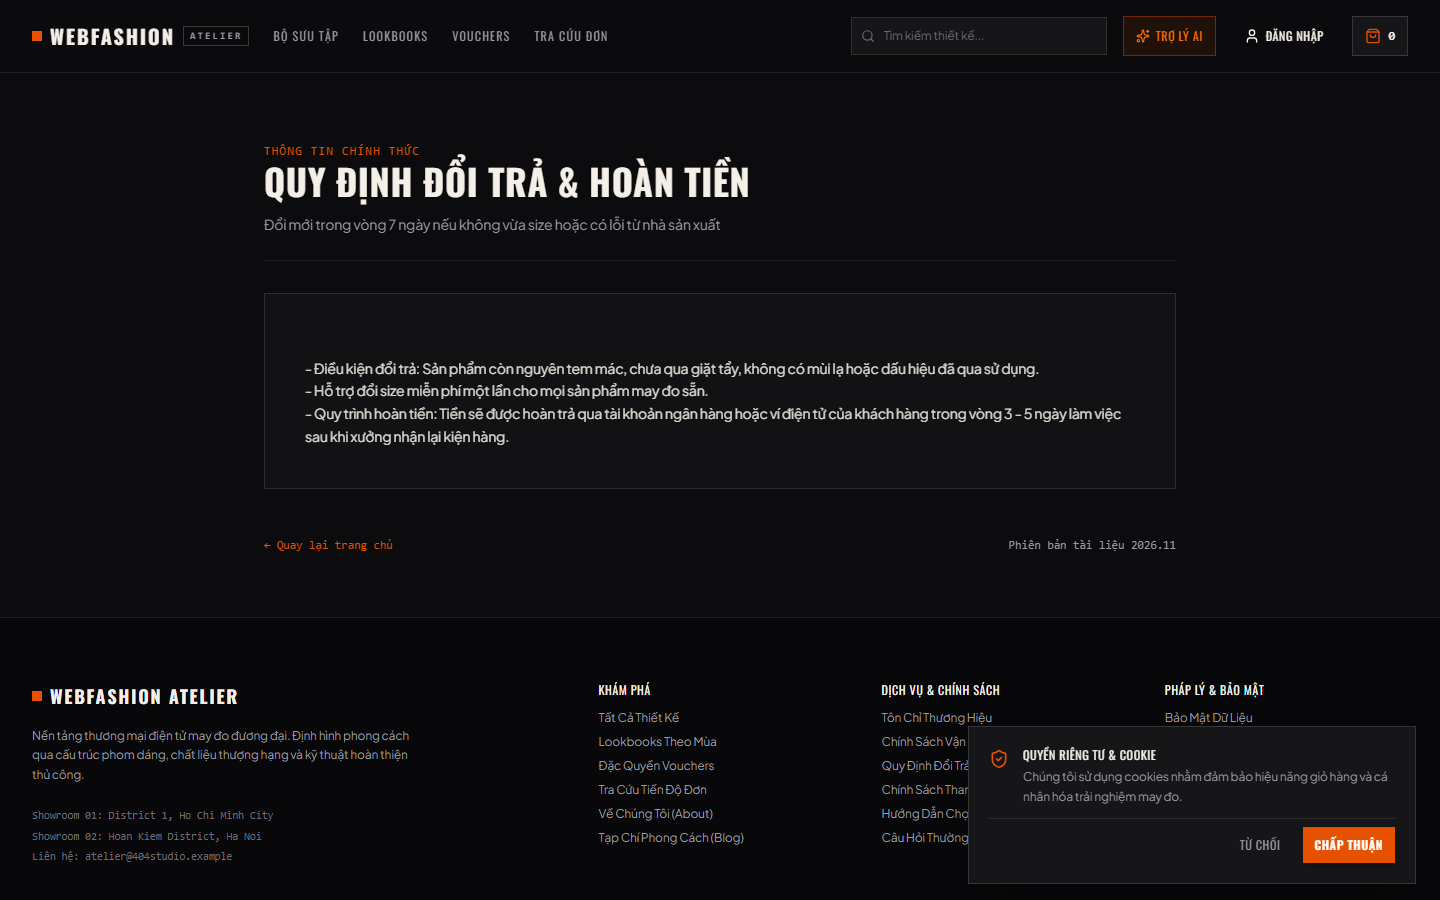 WEBFASHION ATELIER BỘ SƯU TẬP LOOKBOOKS VOUCHERS TRA CỨU ĐƠN Tìm kiếm thiết kế... TRỢ LÝ AI ĐĂNG NHẬP 0
THÔNG TIN CHÍNH THỨC
QUY ĐỊNH ĐỔI TRẢ & HOÀN TIỀN
Đổi mới trong vòng 7 ngày nếu không vừa size hoặc có lỗi từ nhà sản xuất
- Điều kiện đổi trả: Sản phẩm còn nguyên tem mác, chưa qua giặt tẩy, không có mùi lạ hoặc dấu hiệu đã qua sử dụng.
- Hỗ trợ đổi size miễn phí một lần cho mọi sản phẩm may đo sẵn.
- Quy trình hoàn tiền: Tiền sẽ được hoàn trả qua tài khoản ngân hàng hoặc ví điện tử của khách hàng trong vòng 3 - 5 ngày làm việc
sau khi xưởng nhận lại kiện hàng.
← Quay lại trang chủ
Phiên bản tài liệu 2026.11
WEBFASHION ATELIER
Nền tảng thương mại điện tử may đo đương đại. Định hình phong cách
qua cấu trúc phom dáng, chất liệu thượng hạng và kỹ thuật hoàn thiện
thủ công.
Showroom 01: District 1, Ho Chi Minh City
Showroom 02: Hoan Kiem District, Ha Noi
Liên hệ: atelier@404studio.example
KHÁM PHÁ
Tất Cả Thiết Kế
Lookbooks Theo Mùa
Đặc Quyền Vouchers
Tra Cứu Tiến Độ Đơn
Về Chúng Tôi (About)
Tạp Chí Phong Cách (Blog)
DỊCH VỤ & CHÍNH SÁCH
Tôn Chỉ Thương Hiệu
Chính Sách Vận
Quy Định Đổi Trả
Chính Sách
Hướng Dẫn
Câu Hỏi Thường
PHÁP LÝ & BẢO MẬT
Bảo Mật Dữ Liệu
QUYỀN RIÊNG TƯ & COOKIE
Chúng tôi sử dụng cookies nhằm đảm bảo hiệu năng giỏ hàng và cá
nhân hóa trải nghiệm may đo.
TỪ CHỐI
CHẤP THUẬN